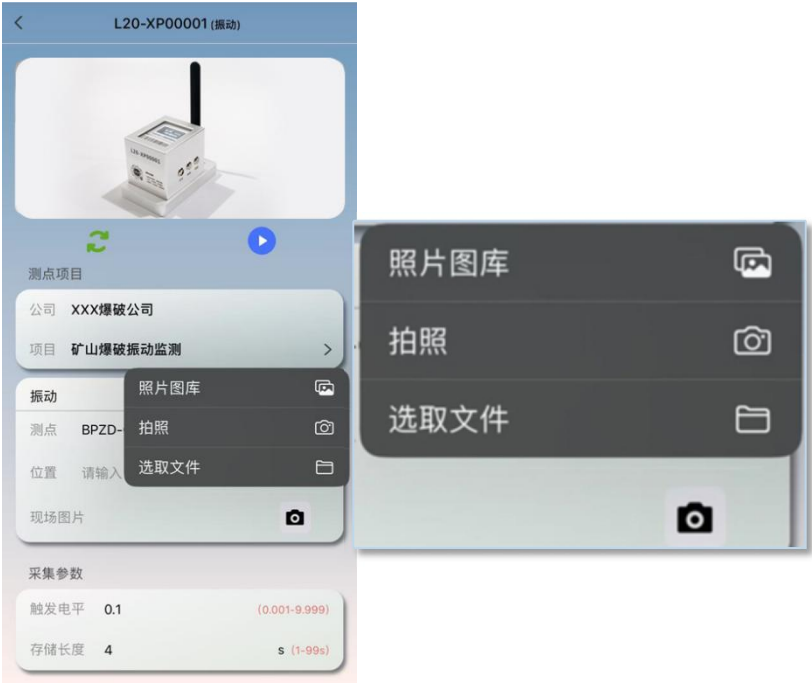 L20-XP00001 (振动)
L20-XP00001
测点项目
公司 XXX爆破公司
项目 矿山爆破振动监测
振动
测点 BPZD-
位置 请输入
现场图片
照片图库
拍照
选取文件
采集参数
触发电平 0.1 (0.001-9.999)
存储长度 4 s (1-99s)
照片图库
拍照
选取文件